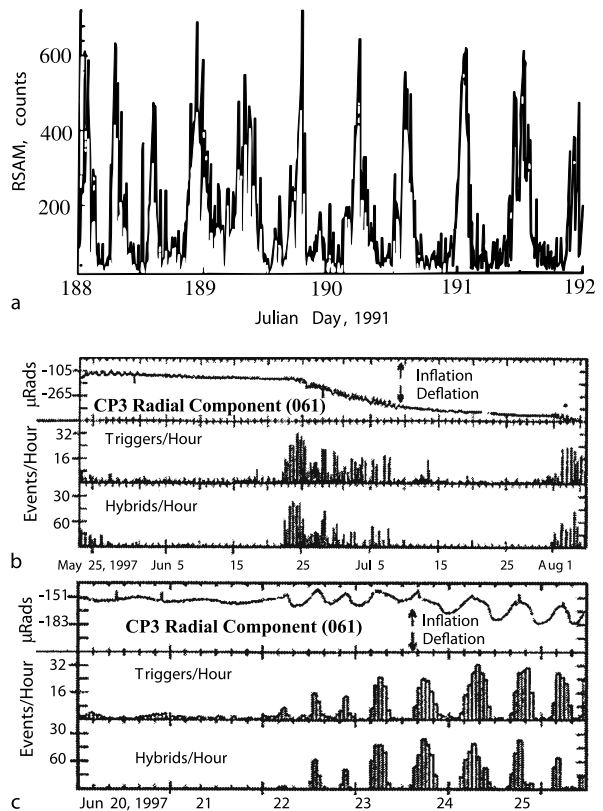 600
400
200
RSAM, counts
188 189 190 191 192
Julian Day, 1991
a
-105
-265
µRads
Inflation
Deflation
CP3 Radial Component (061)
32
16
Triggers/Hour
Events/Hour
30
60
Hybrids/Hour
b
May 25, 1997 Jun 5 15 25 Jul 5 15 25 Aug 1
-151
-183
µRads
Inflation
Deflation
CP3 Radial Component (061)
32
16
Triggers/Hour
Events/Hour
30
60
Hybrids/Hour
c
Jun 20, 1997 21 22 23 24 25